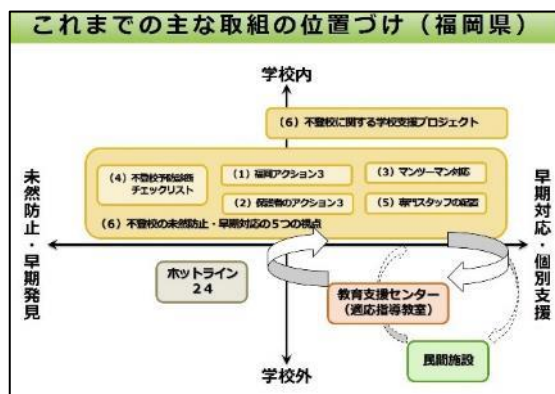 これまでの主な取組の位置づけ（福岡県）
学校内
（6）不登校に関する学校支援プロジェクト
（4）不登校予防診断
チェックリスト
（1）福岡アクション3
（3）マンツーマン対応
（2）保護者のアクション3
（5）専門スタッフの配置
（6）不登校の未然防止・早期対応の5つの視点
未然防止・早期発見
早期対応・個別支援
ホットライン
24
教育支援センター
（適応指導教室）
民間施設
学校外